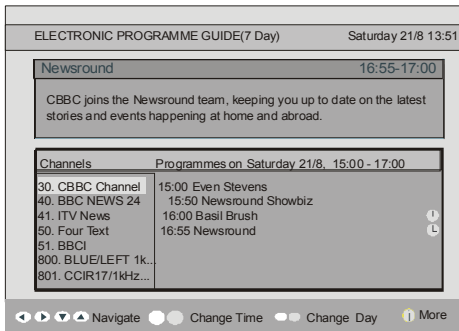 ELECTRONIC PROGRAMME GUIDE(7 Day) Saturday 21/8 13:51
Newsround 16:55-17:00
CBBC joins the Newsround team, keeping you up to date on the latest
stories and events happening at home and abroad.
Channels Programmes on Saturday 21/8, 15:00 - 17:00
30. CBBC Channel 15:00 Even Stevens
40. BBC NEWS 24 15:50 Newsround Showbiz
41. ITV News 16:00 Basil Brush
50. Four Text 16:55 Newsround
51. BBCI
800. BLUE/LEFT 1k...
801. CCIR17/1kHz...
Navigate Change Time Change Day i More